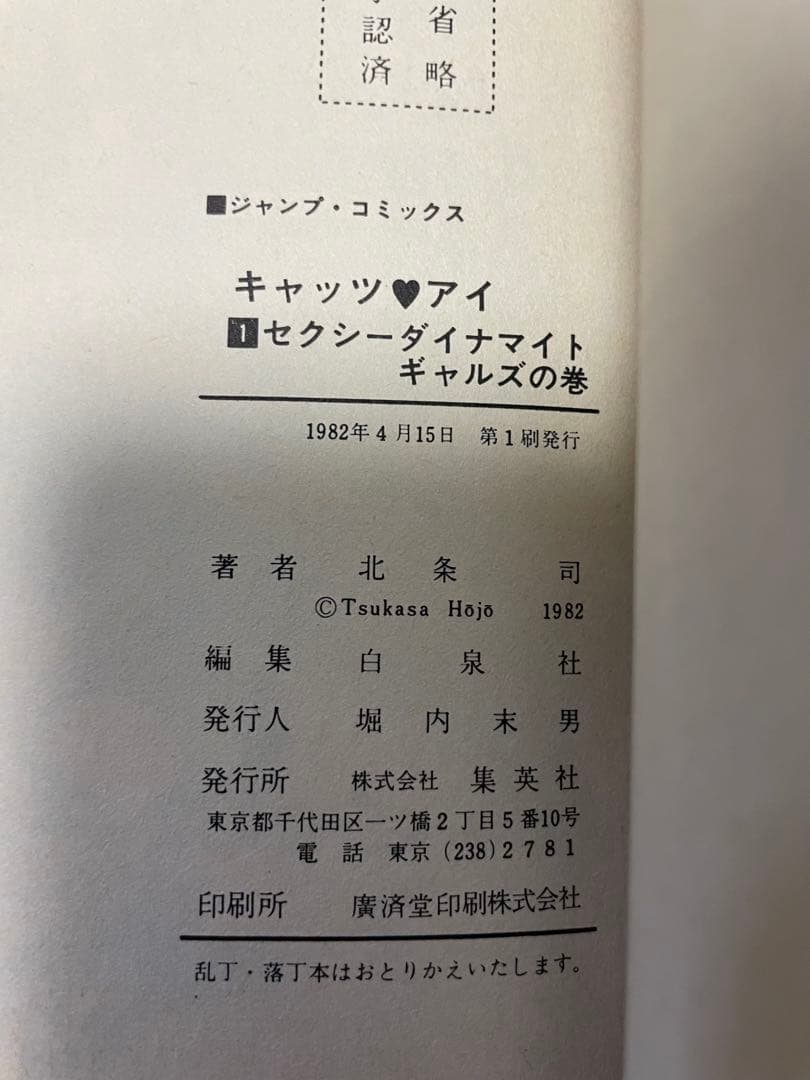 省略
認済
■ジャンプ・コミックス
キャッツ♥アイ
1セクシーダイナマイト
ギャルズの巻
1982年4月15日 第1刷発行
著者 北条司
©Tsukasa Hōjō 1982
編集 白泉社
発行人 堀内末男
発行所 株式会社 集英社
東京都千代田区一ツ橋2丁目5番10号
電話 東京(238)2781
印刷所 廣済堂印刷株式会社
乱丁・落丁本はおとりかえいたします。